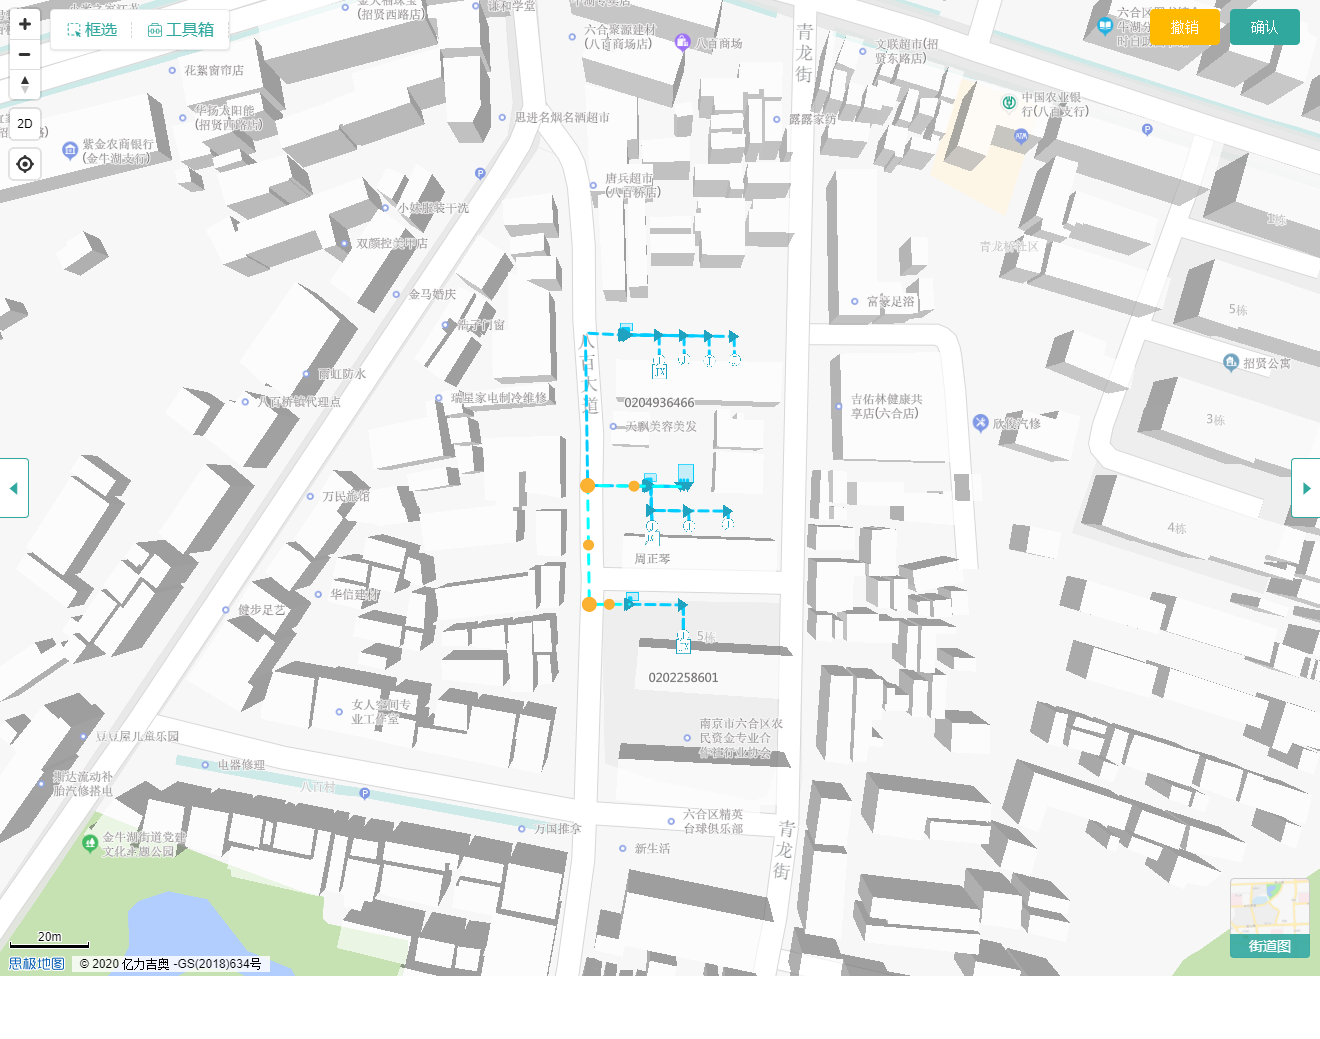 (招贤西路店)
谦和学堂
框选
工具箱
六合聚源建材
(八百商场店)
八百商场
青龙街
文联超市(招
贤东路店)
撤销
确认
花絮窗帘店
2D
华扬太阳能
(招贤西路店)
思进名烟名酒超市
露露家纺
中国农业银
行(八百支行)
ATM
P
紫金农商银行
(金牛湖支行)
P
唐兵超市
(八百桥店)
小妹服装干洗
双颜控美甲店
青龙桥社区
1栋
金马婚庆
富豪足浴
5栋
浩宇门窗
八百大道
招贤公寓
雨虹防水
八百桥镇代理点
瑞星家电制冷维修
0204936466
吉佑林健康共
享店(六合店)
天飘美容美发
欣俊汽修
3栋
万民旅馆
4栋
周正琴
华信建材
健步足艺
5栋
0202258601
女人空间专
业工作室
南京市六合区农
民资金专业合
作社行业协会
豆豆屋儿童乐园
电器修理
斯达流动补
胎汽修搭电
八百村
P
六合区精英
台球俱乐部
万国推拿
青龙街
金牛湖街道党建
文化主题公园
新生活
20m
思极地图
© 2020 亿力吉奥 -GS(2018)634号
街道图